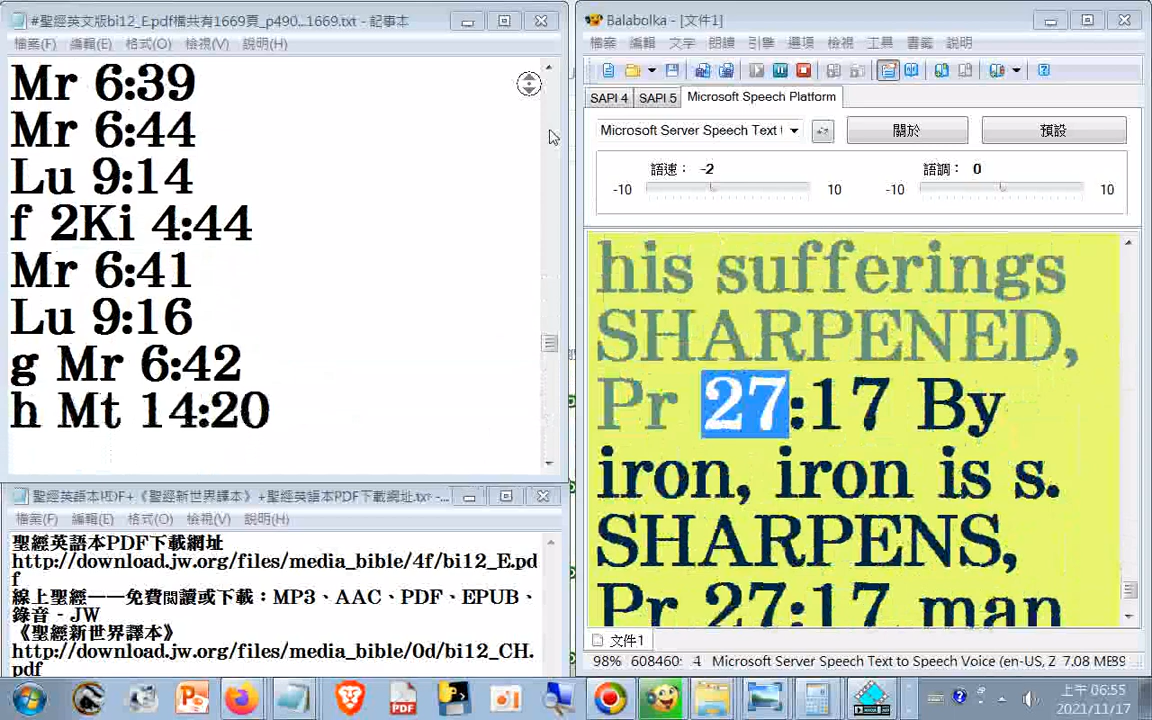 #聖經英文版bi12_E.pdf檔共有1669頁_p490...1669.txt - 記事本
檔案(F) 編輯(E) 格式(O) 檢視(V) 說明(H)
Mr 6:39
Mr 6:44
Lu 9:14
f 2Ki 4:44
Mr 6:41
Lu 9:16
g Mr 6:42
h Mt 14:20
聖經英語本PDF+《聖經新世界譯本》+聖經英語本PDF下載網址.txt -...
檔案(F) 編輯(E) 格式(O) 檢視(V) 說明(H)
聖經英語本PDF下載網址
http://download.jw.org/files/media_bible/4f/bi12_E.pd
f
線上聖經——免費閱讀或下載：MP3、AAC、PDF、EPUB、
錄音 - JW
《聖經新世界譯本》
http://download.jw.org/files/media_bible/0d/bi12_CH.
pdf
Balabolka - [文件1]
檔案 編輯 文字 朗讀 引擎 選項 檢視 工具 書籤 說明
SAPI 4 SAPI 5 Microsoft Speech Platform
Microsoft Server Speech Text 關於 預設
語速： -2 語調： 0
-10 10 -10 10
his sufferings
SHARPENED,
Pr 27:17 By
iron, iron is s.
SHARPENS,
Pr 27:17 man
文件1
98% 608460: 4 Microsoft Server Speech Text to Speech Voice (en-US, Z 7.08 MB
上午 06:55
2021/11/17